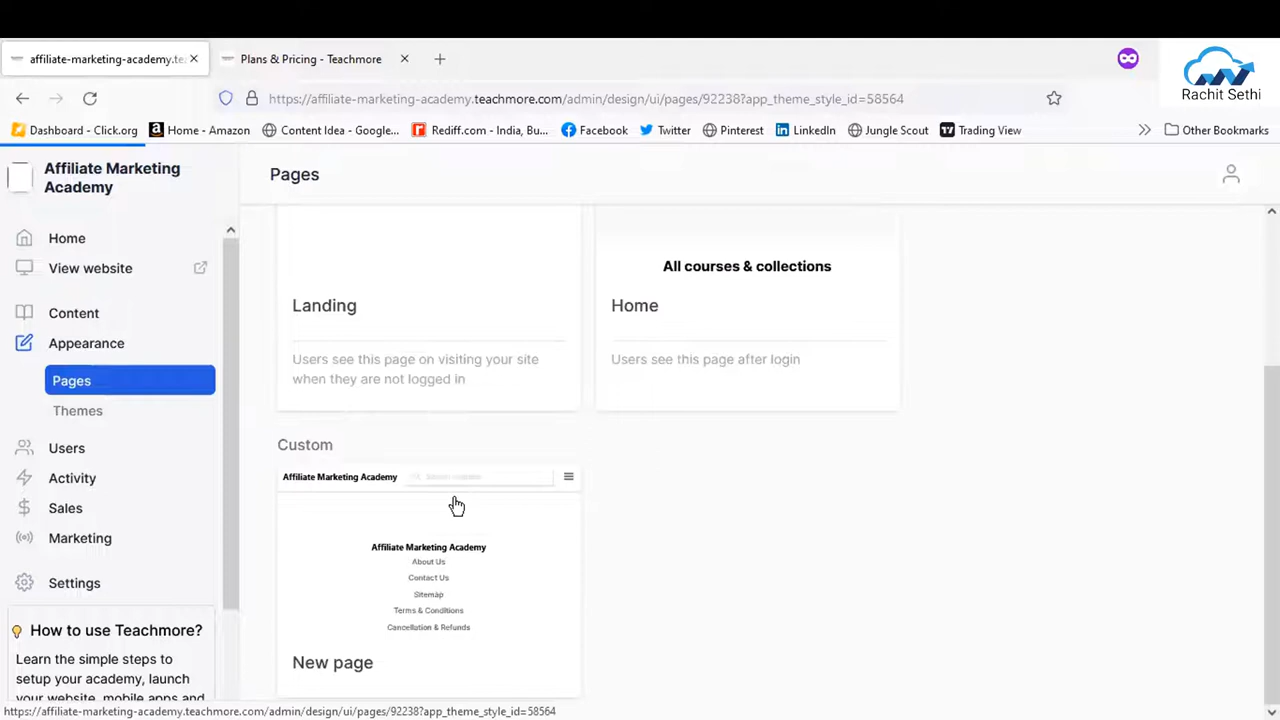 affiliate-marketing-academy.te
Plans & Pricing - Teachmore
https://affiliate-marketing-academy.teachmore.com/admin/design/ui/pages/92238?app_theme_style_id=58564
Rachit Sethi
Dashboard - Click.org
Home - Amazon
Content Idea - Google...
Rediff.com - India, Bu...
Facebook
Twitter
Pinterest
LinkedIn
Jungle Scout
Trading View
Other Bookmarks
Affiliate Marketing
Academy
Pages
Home
View website
Content
Appearance
Pages
Themes
Users
Activity
Sales
Marketing
Settings
How to use Teachmore?
Learn the simple steps to
setup your academy, launch
your website, mobile apps and
Landing
Users see this page on visiting your site
when they are not logged in
All courses & collections
Home
Users see this page after login
Custom
Affiliate Marketing Academy
Affiliate Marketing Academy
About Us
Contact Us
Sitemap
Terms & Conditions
Cancellation & Refunds
New page
https://affiliate-marketing-academy.teachmore.com/admin/design/ui/pages/92238?app_theme_style_id=58564